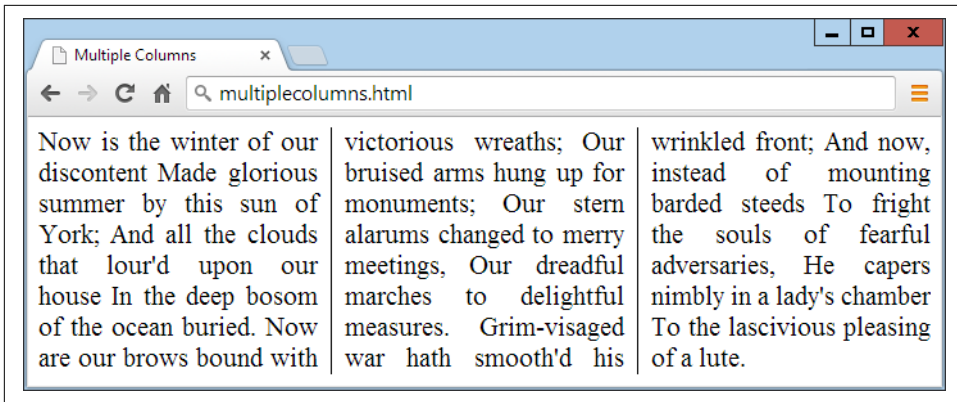 Multiple Columns
multiplecolumns.html
Now is the winter of our
discontent Made glorious
summer by this sun of
York; And all the clouds
that lour'd upon our
house In the deep bosom
of the ocean buried. Now
are our brows bound with
victorious wreaths; Our
bruised arms hung up for
monuments; Our stern
alarums changed to merry
meetings, Our dreadful
marches to delightful
measures. Grim-visaged
war hath smooth'd his
wrinkled front; And now,
instead of mounting
barded steeds To fright
the souls of fearful
adversaries, He capers
nimbly in a lady's chamber
To the lascivious pleasing
of a lute.